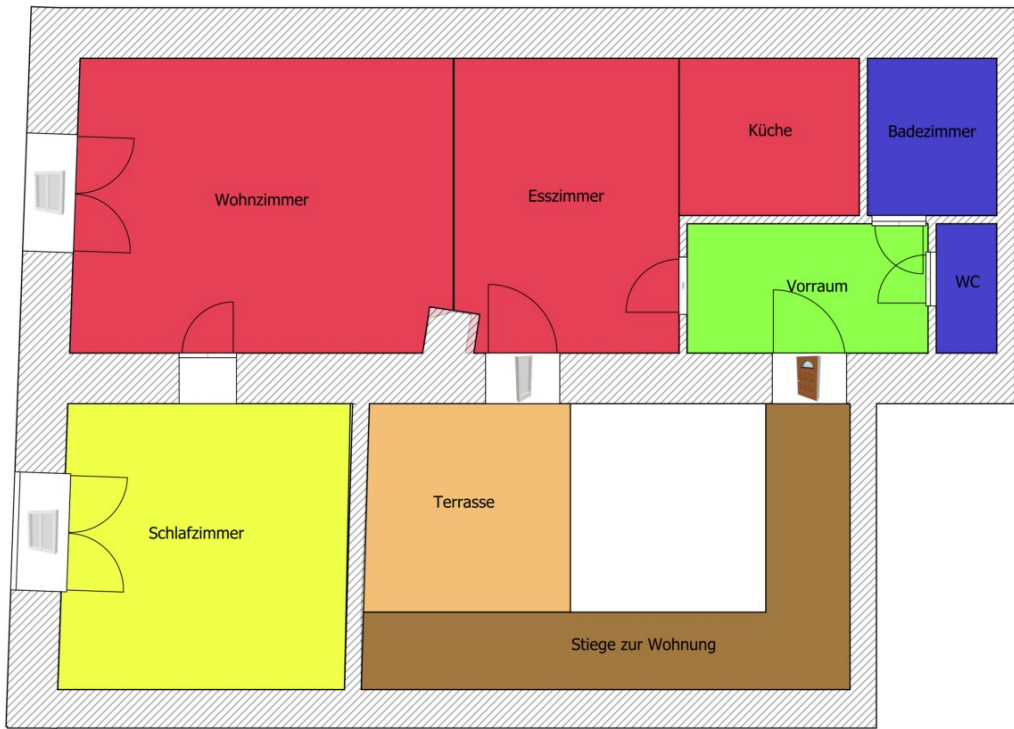 Küche
Badezimmer
Wohnzimmer
Esszimmer
Vorraum
WC
Terrasse
Schlafzimmer
Stiege zur Wohnung